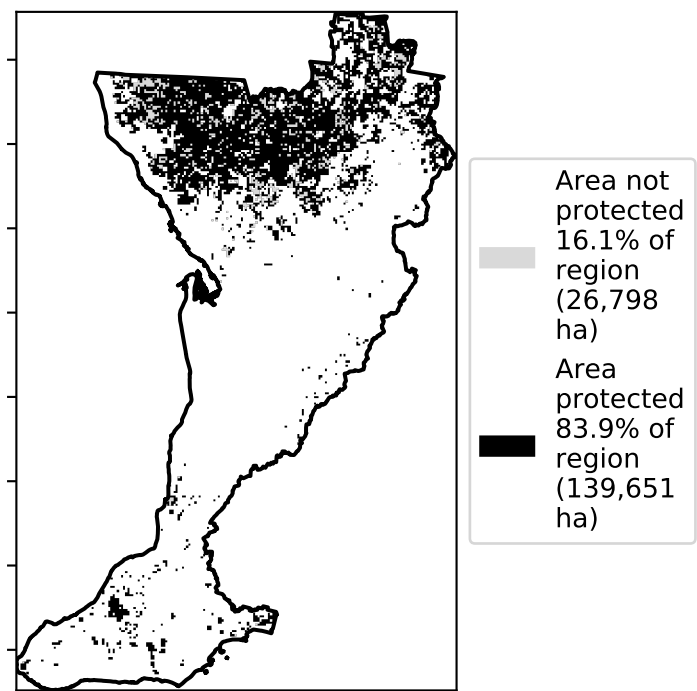 Area not
protected
16.1% of
region
(26,798
ha)
Area
protected
83.9% of
region
(139,651
ha)